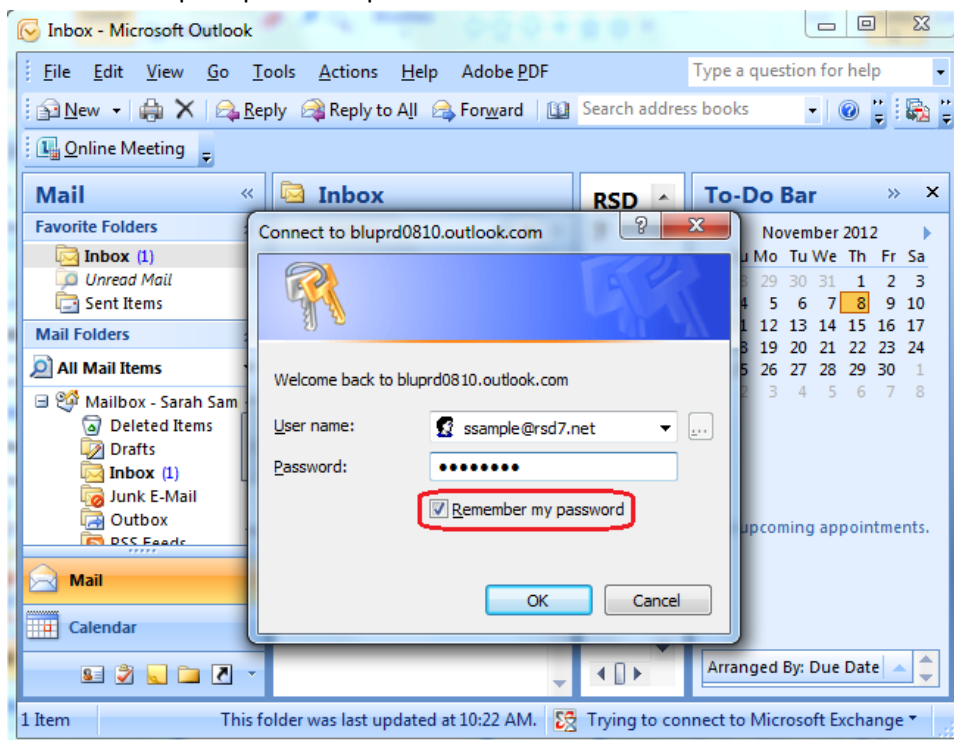 Inbox - Microsoft Outlook
File Edit View Go Tools Actions Help Adobe PDF Type a question for help
New Reply Reply to All Forward Search address books
Online Meeting
Mail Inbox RSD To-Do Bar
Favorite Folders
Inbox (1)
Unread Mail
Sent Items
Mail Folders
All Mail Items
Mailbox - Sarah Sam
Deleted Items
Drafts
Inbox (1)
Junk E-Mail
Outbox
RSS Feeds
Mail
Calendar
Connect to bluprd0810.outlook.com
Welcome back to bluprd0810.outlook.com
User name: ssample@rsd7.net
Password: ••••••••
Remember my password
OK Cancel
November 2012
Mo Tu We Th Fr Sa
29 30 31 1 2 3
5 6 7 8 9 10
12 13 14 15 16 17
19 20 21 22 23 24
26 27 28 29 30 1
3 4 5 6 7 8
upcoming appointments.
Arranged By: Due Date
1 Item This folder was last updated at 10:22 AM. Trying to connect to Microsoft Exchange